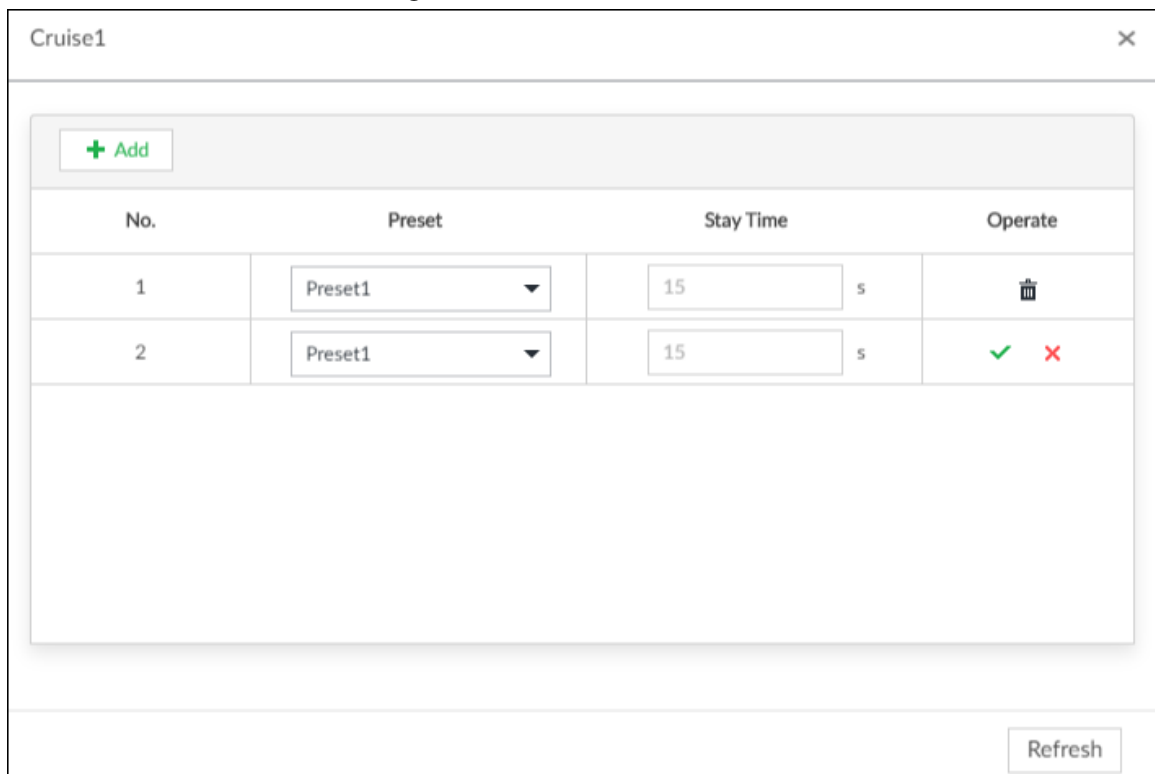 Cruise1
Add
No. Preset Stay Time Operate
1 Preset1 15 s
2 Preset1 15 s
Refresh